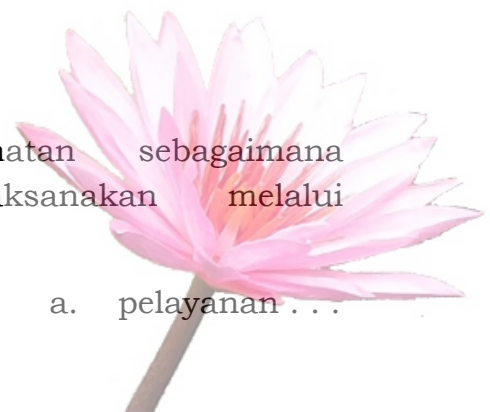 atan sebagaimana
ksanakan melalui
a. pelayanan . . .